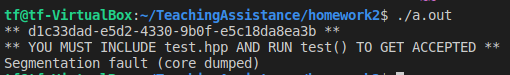 tf@tf-VirtualBox:~/TeachingAssistance/homework2$ ./a.out
** d1c33dad-e5d2-4330-9b0f-e5c18da8ea3b **
** YOU MUST INCLUDE test.hpp AND RUN test() TO GET ACCEPTED **
Segmentation fault (core dumped)